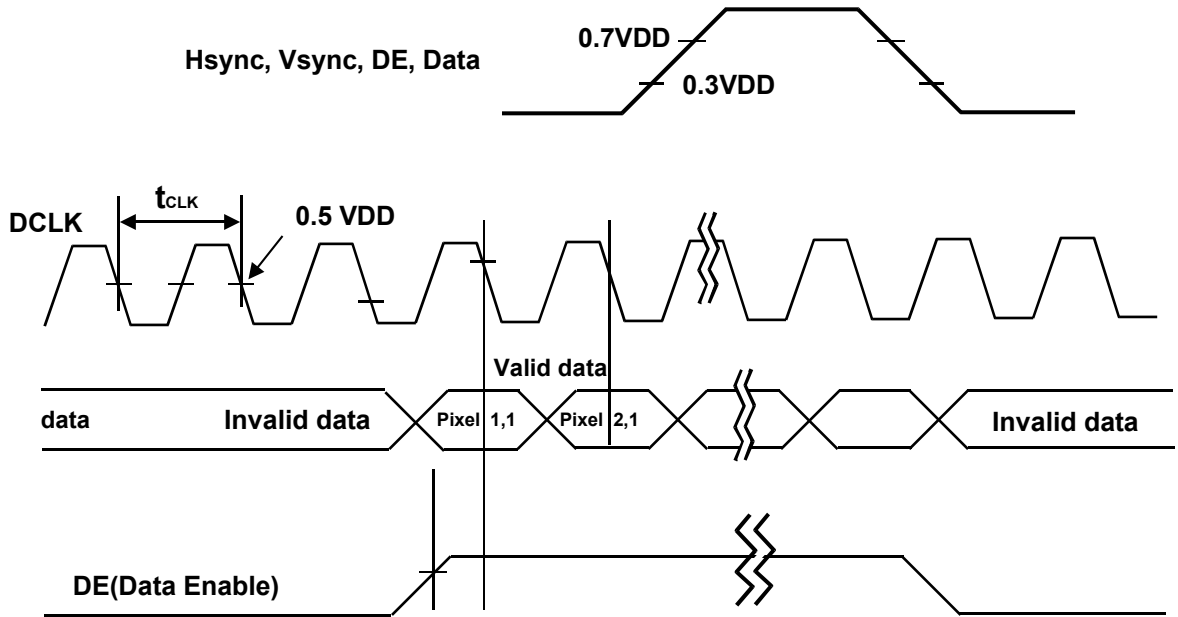 0.7VDD
Hsync, Vsync, DE, Data
0.3VDD
tCLK
DCLK
0.5 VDD
Valid data
data
Invalid data
Pixel 1,1
Pixel 2,1
Invalid data
DE(Data Enable)